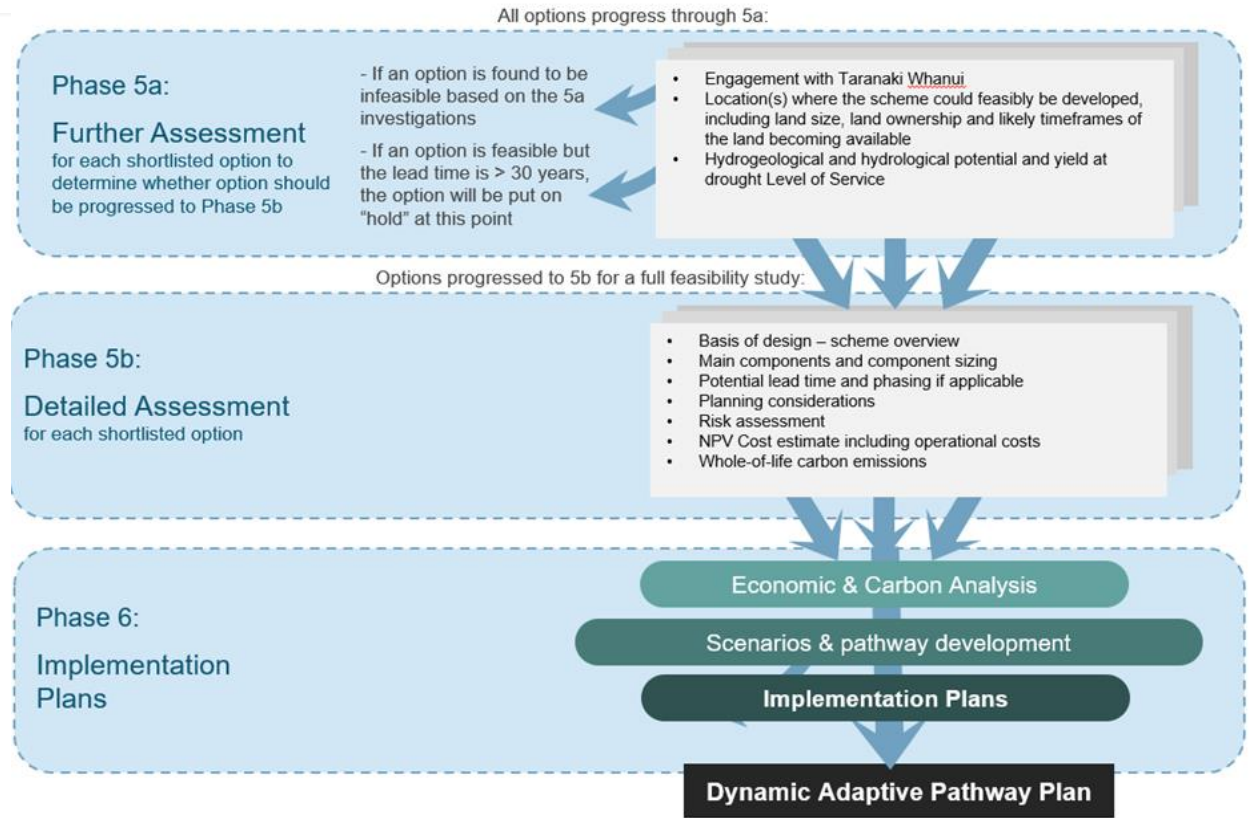 All options progress through 5a:
Phase 5a:
Further Assessment
for each shortlisted option to
determine whether option should
be progressed to Phase 5b
- If an option is found to be
infeasible based on the 5a
investigations
- If an option is feasible but
the lead time is > 30 years,
the option will be put on
“hold” at this point
• Engagement with Taranaki Whanui
• Location(s) where the scheme could feasibly be developed,
including land size, land ownership and likely timeframes of
the land becoming available
• Hydrogeological and hydrological potential and yield at
drought Level of Service
Options progressed to 5b for a full feasibility study:
Phase 5b:
Detailed Assessment
for each shortlisted option
• Basis of design – scheme overview
• Main components and component sizing
• Potential lead time and phasing if applicable
• Planning considerations
• Risk assessment
• NPV Cost estimate including operational costs
• Whole-of-life carbon emissions
Phase 6:
Implementation
Plans
Economic & Carbon Analysis
Scenarios & pathway development
Implementation Plans
Dynamic Adaptive Pathway Plan